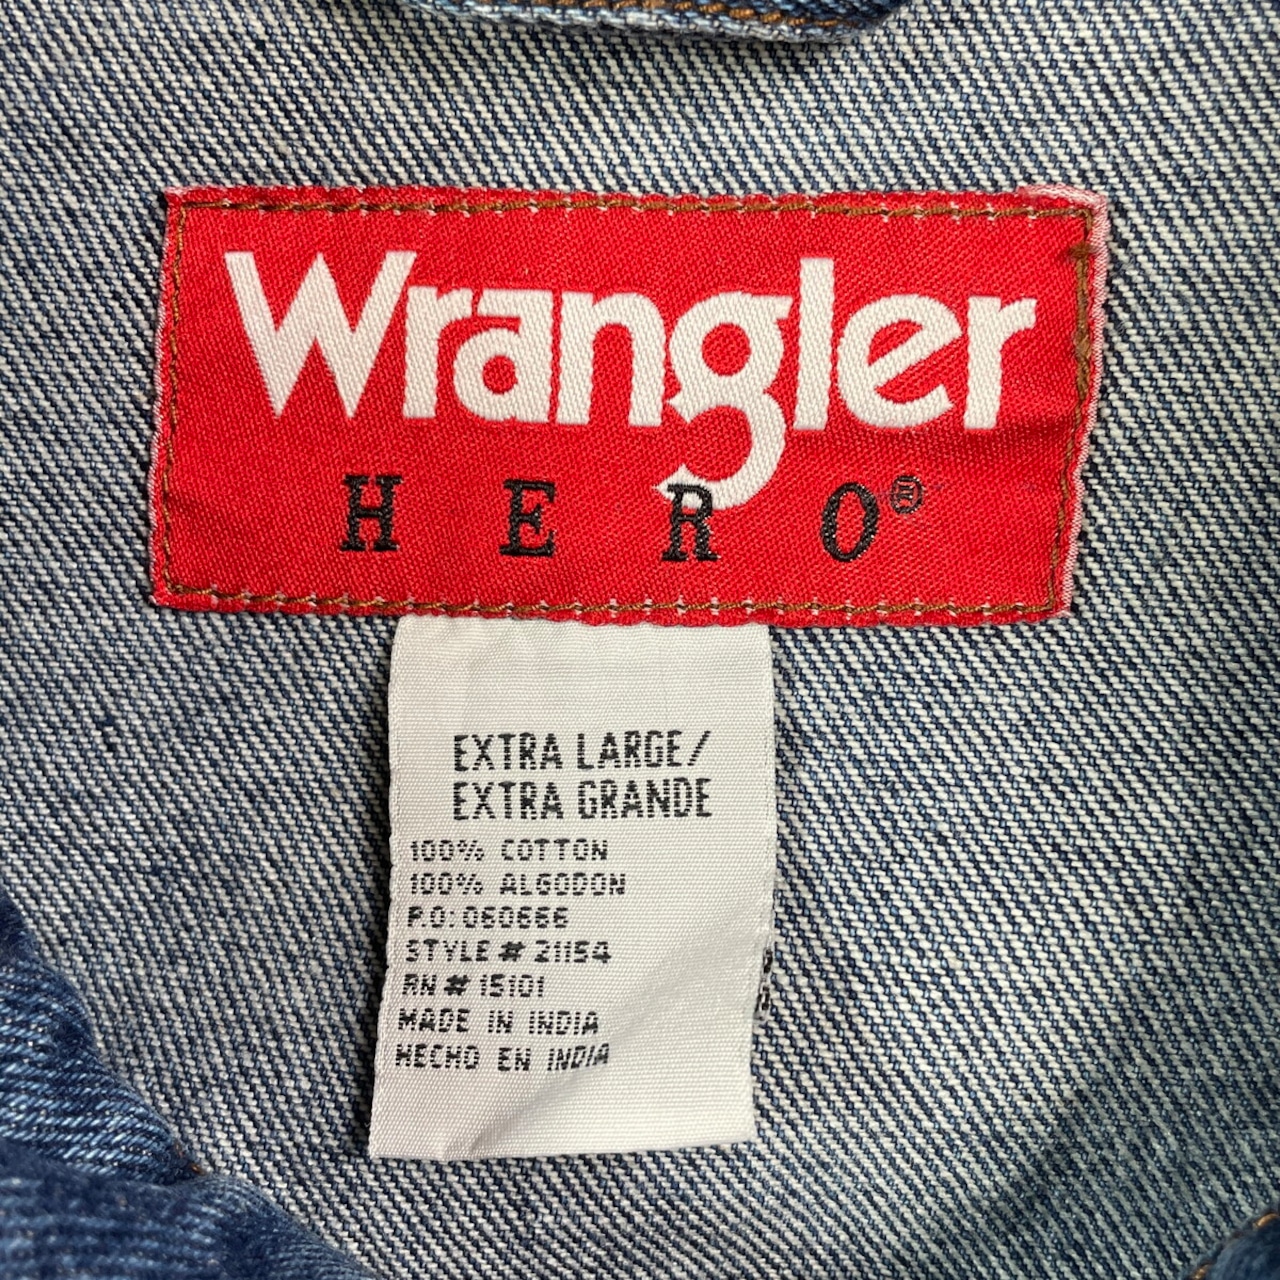 Wrangler
HERO®
EXTRA LARGE/
EXTRA GRANDE
100% COTTON
100% ALGODON
P.O: 060666
STYLE # 21154
RN # 15101
MADE IN INDIA
HECHO EN INDIA